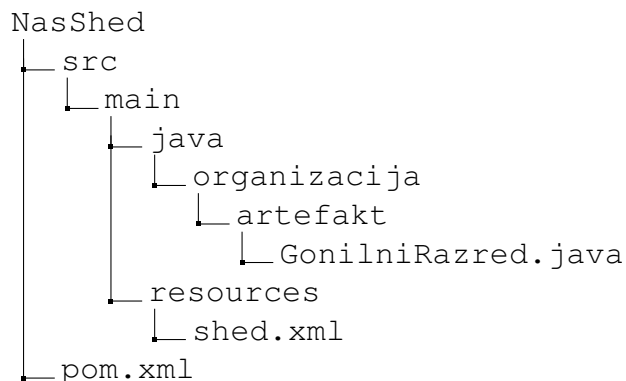 NasShed
src
main
java
organizacija
artefakt
GonilniRazred.java
resources
shed.xml
pom.xml